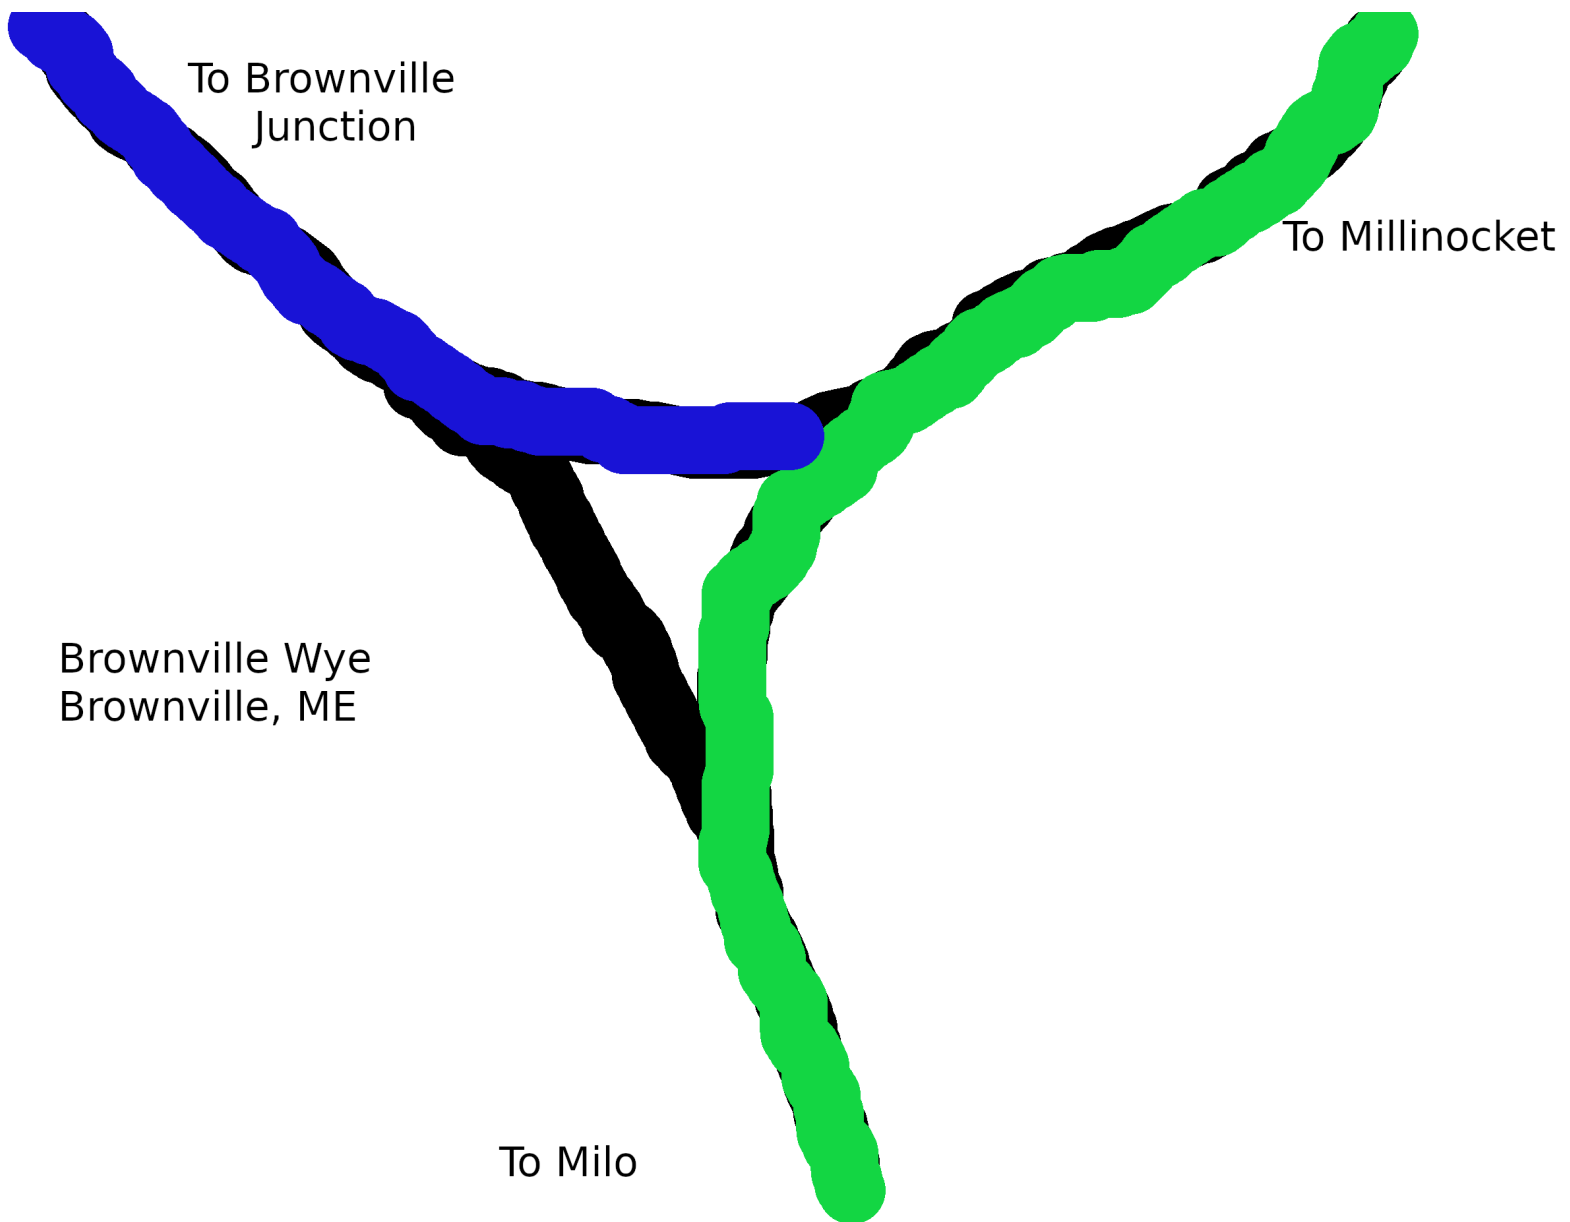 To Brownville
Junction
To Millinocket
Brownville Wye
Brownville, ME
To Milo